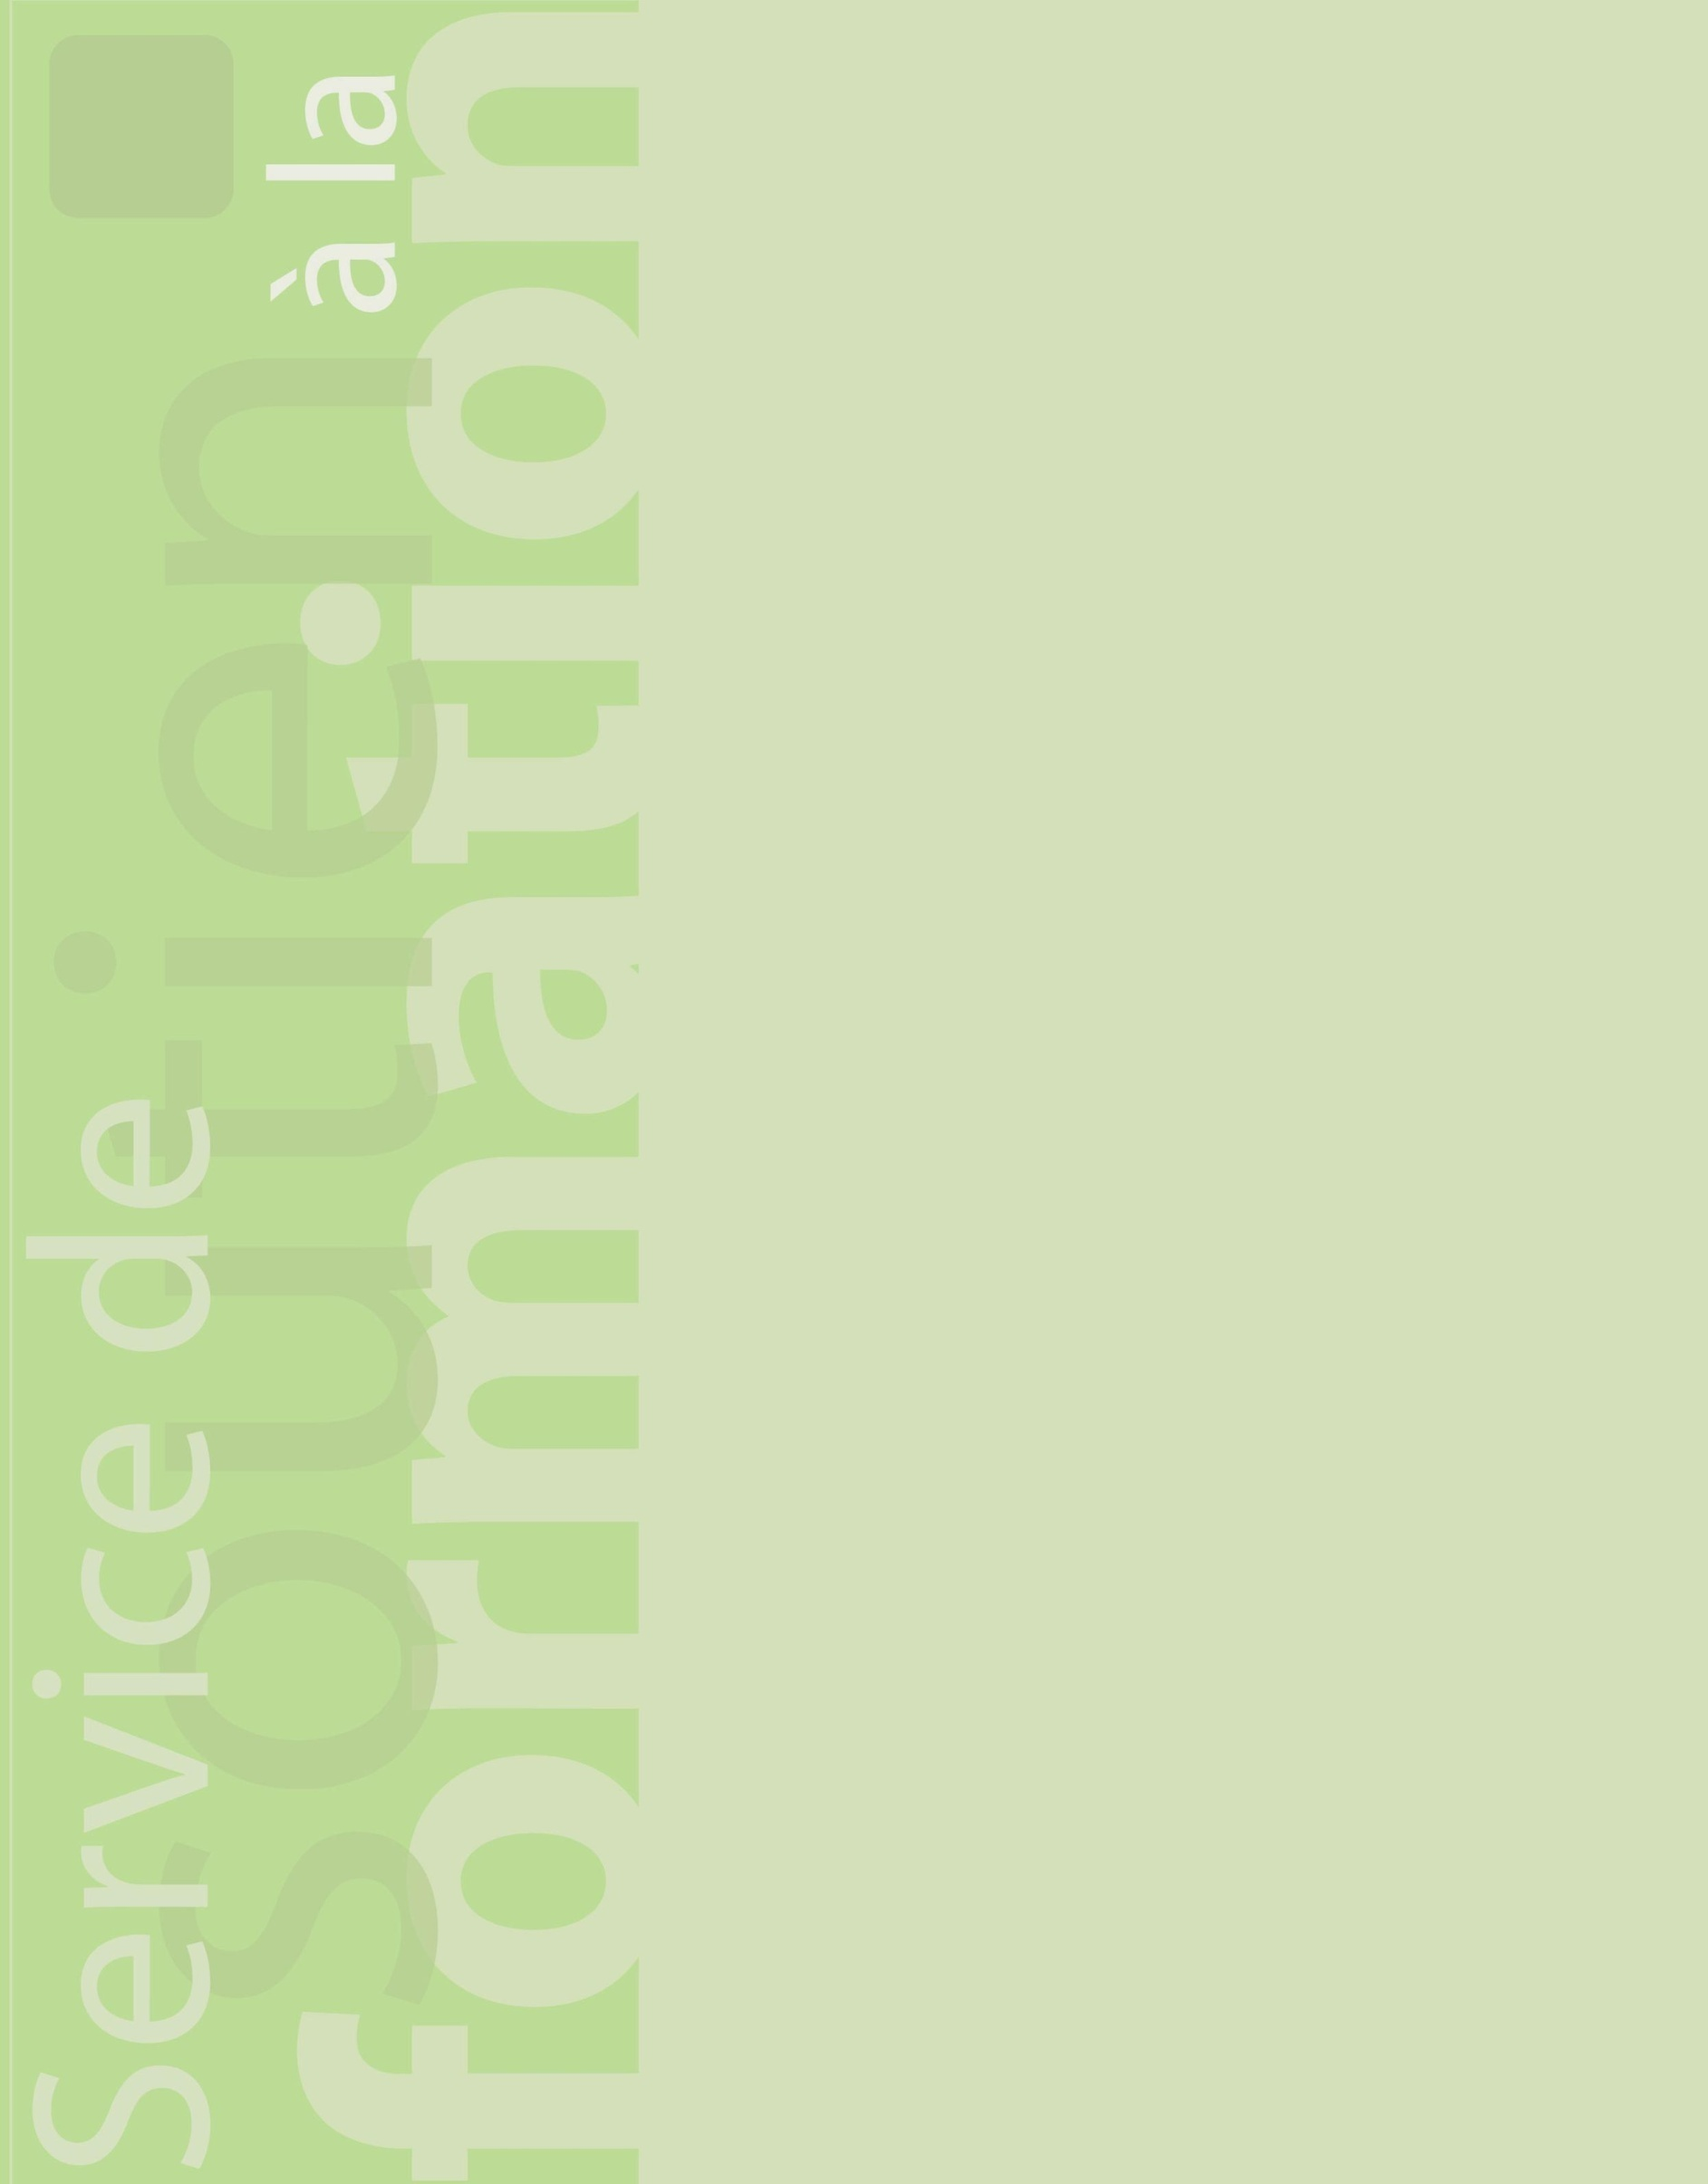 Service de
soutien
à la
formation